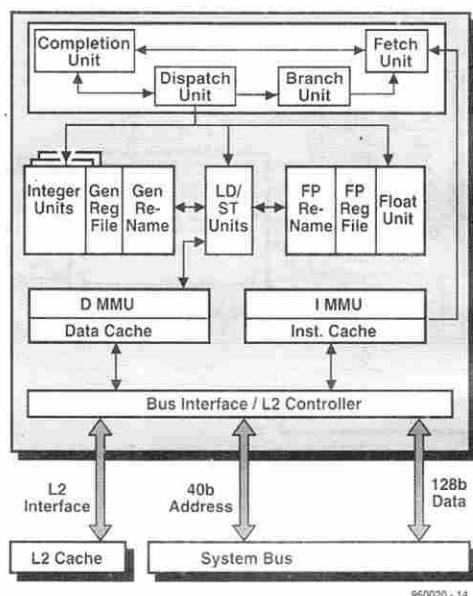 Completion
Unit
Fetch
Unit
Dispatch
Unit
Branch
Unit
Integer
Units
Gen
Reg
File
Gen
Re-
Name
LD/
ST
Units
FP
Re-
Name
FP
Reg
File
Float
Unit
D MMU
Data Cache
I MMU
Inst. Cache
Bus Interface / L2 Controller
L2
Interface
40b
Address
128b
Data
L2 Cache
System Bus
960020 - 14